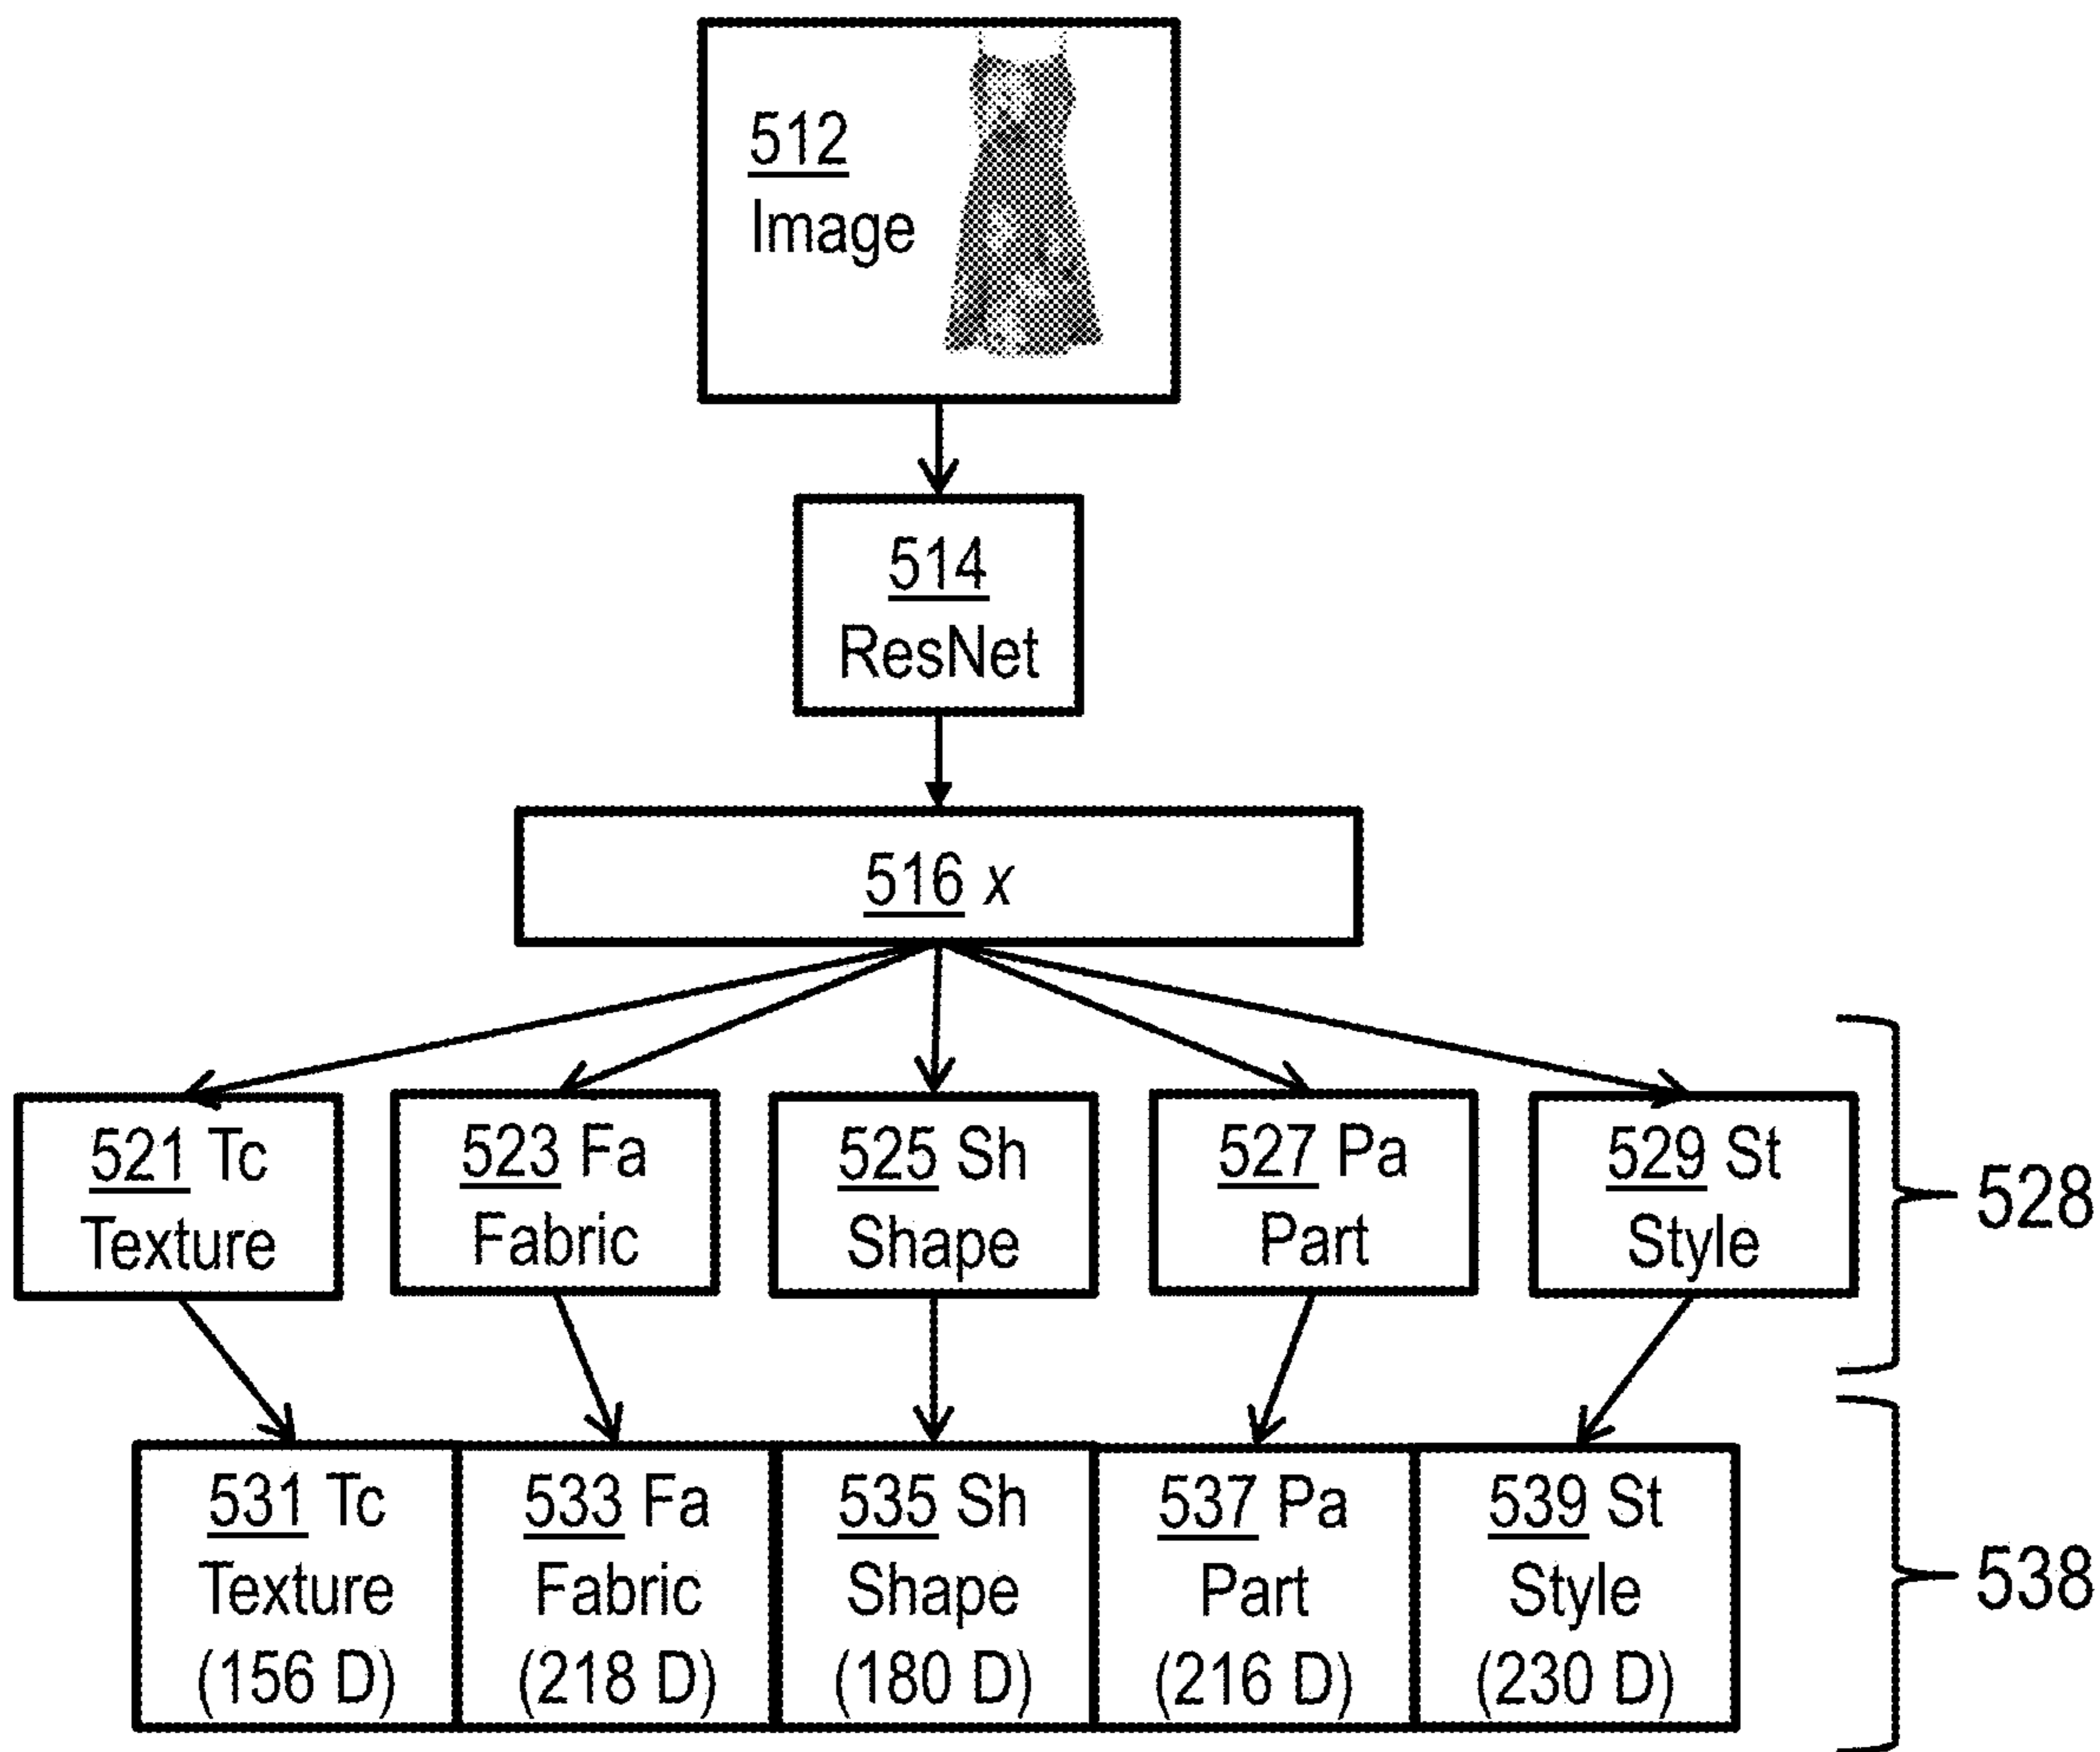 512
Image
514
ResNet
516 x
521 Tc
Texture
523 Fa
Fabric
525 Sh
Shape
527 Pa
Part
529 St
Style
528
531 Tc
Texture
(156 D)
533 Fa
Fabric
(218 D)
535 Sh
Shape
(180 D)
537 Pa
Part
(216 D)
539 St
Style
(230 D)
538